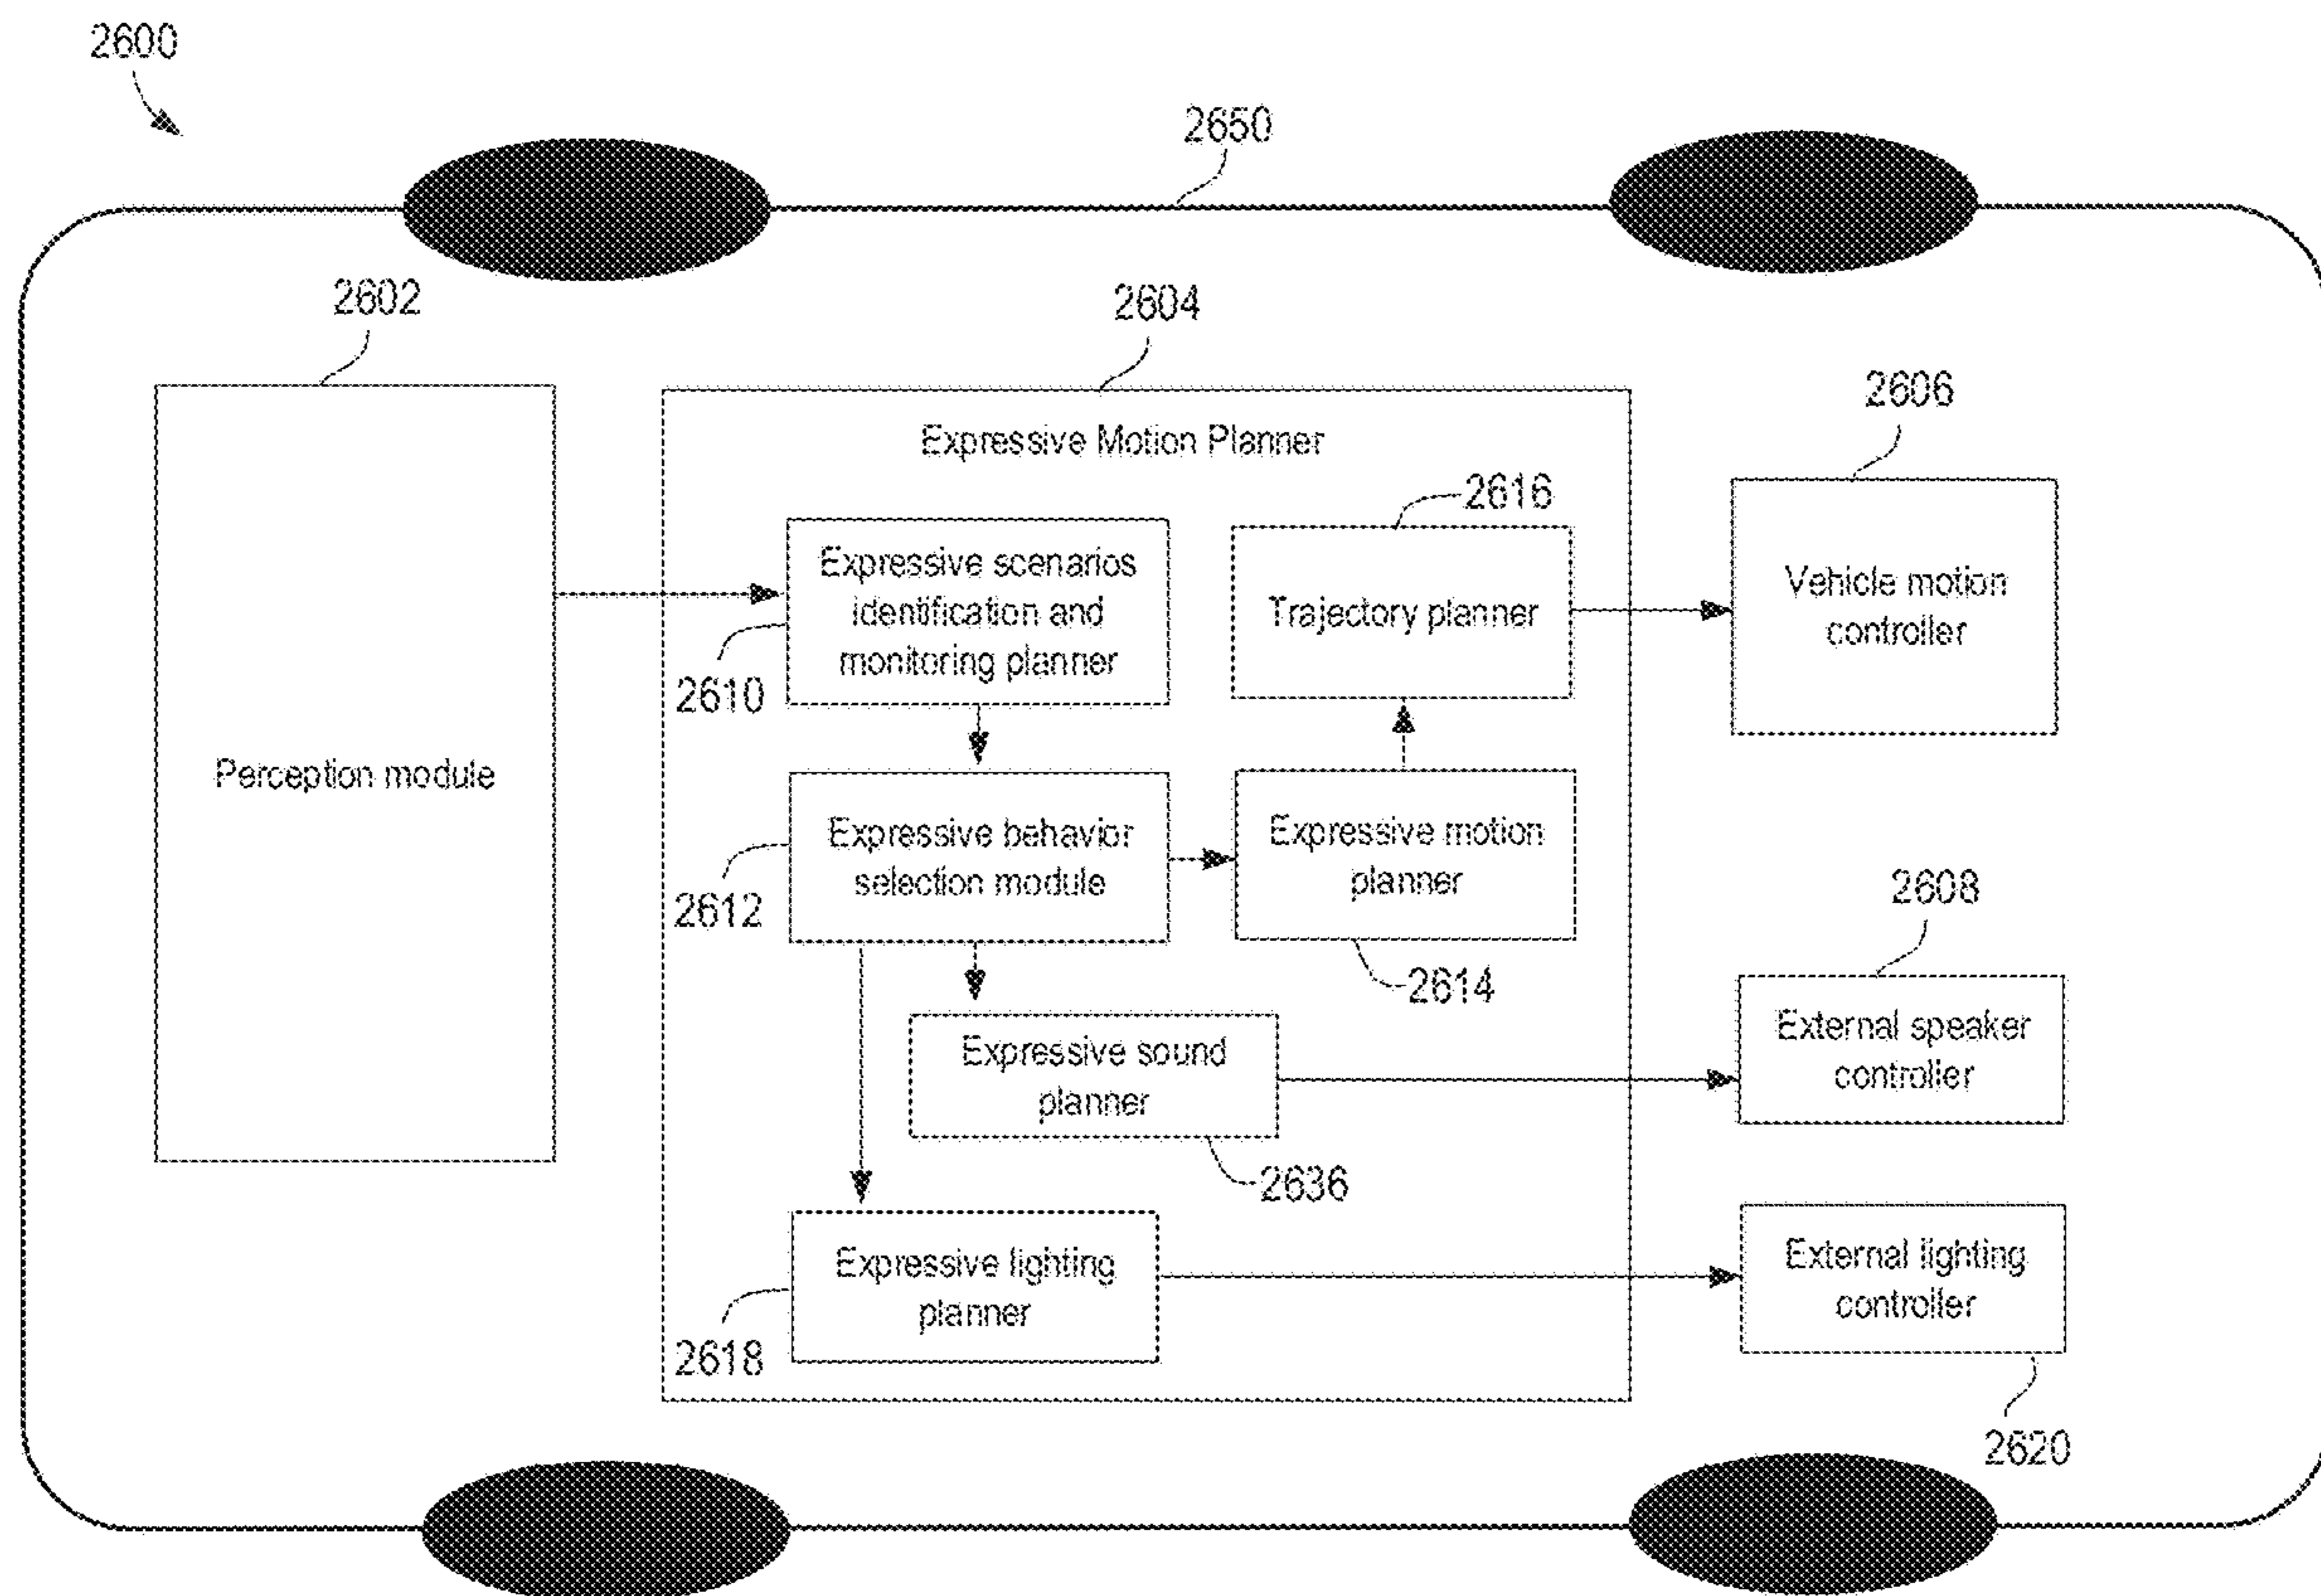 2600
2650
2602
2604
2606
Expressive Motion Planner
2616
Expressive scenarios
identification and
monitoring planner
Trajectory planner
Vehicle motion
controller
2610
Perception module
Expressive behavior
selection module
Expressive motion
planner
2612
2608
2614
External speaker
controller
Expressive sound
planner
2636
Expressive lighting
planner
External lighting
controller
2618
2620